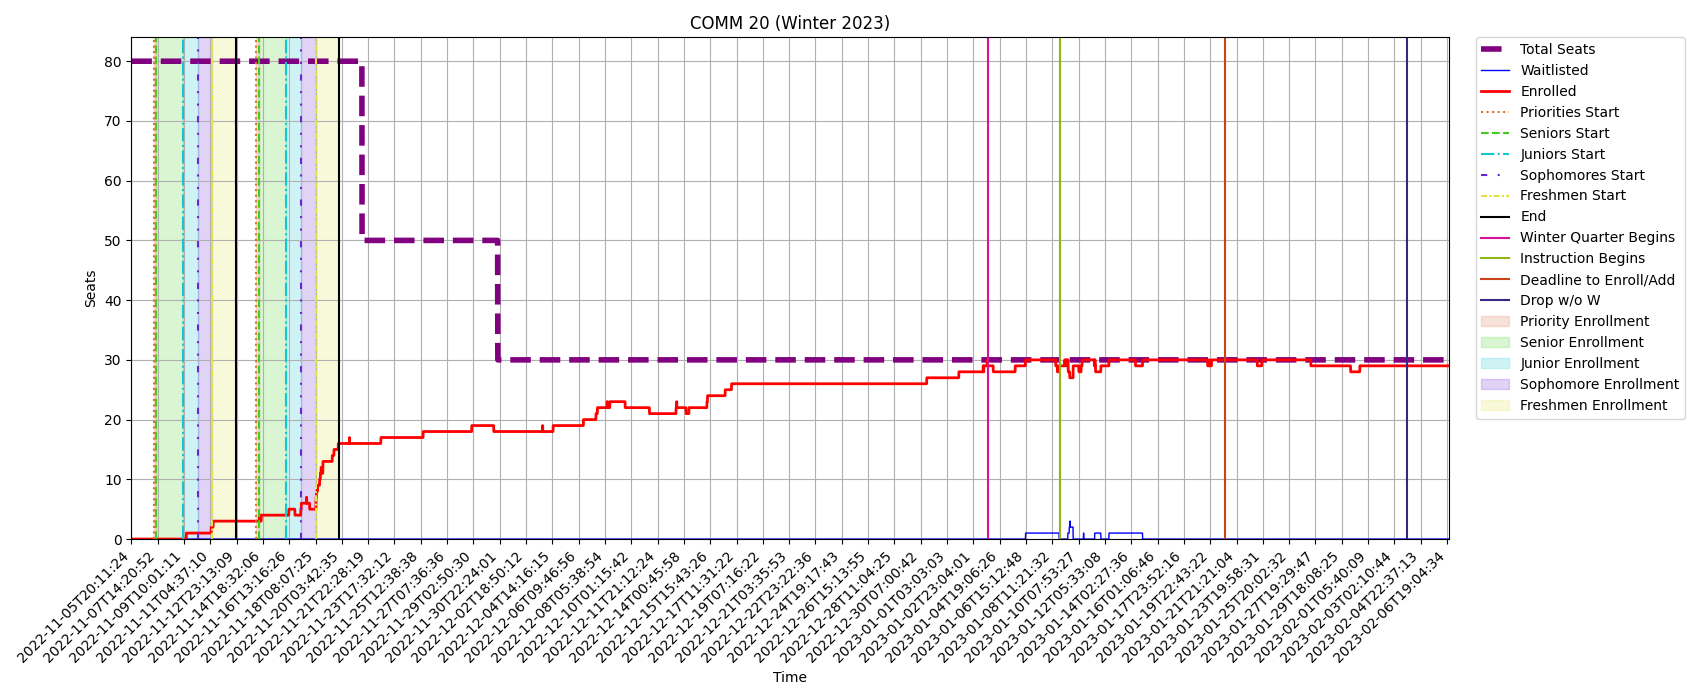 COMM 20 (Winter 2023)
Seats
80
70
60
50
40
30
20
10
0
2022-11-05T20:11:24
2022-11-07T14:20:52
2022-11-09T10:01:11
2022-11-11T04:37:10
2022-11-12T23:13:09
2022-11-14T18:32:06
2022-11-16T13:16:26
2022-11-18T08:07:25
2022-11-20T03:42:35
2022-11-21T22:28:19
2022-11-23T17:32:12
2022-11-25T12:38:38
2022-11-27T07:36:36
2022-11-29T02:50:30
2022-11-30T22:24:01
2022-12-02T18:50:12
2022-12-04T14:16:15
2022-12-06T09:46:56
2022-12-08T05:38:54
2022-12-10T01:15:42
2022-12-11T21:12:24
2022-12-14T00:45:58
2022-12-15T15:43:26
2022-12-17T11:31:22
2022-12-19T07:16:22
2022-12-21T03:35:53
2022-12-22T23:22:36
2022-12-24T19:17:43
2022-12-26T15:13:55
2022-12-28T11:04:25
2022-12-30T07:00:42
2023-01-01T03:03:03
2023-01-02T23:04:01
2023-01-04T19:06:26
2023-01-06T15:12:48
2023-01-08T11:21:32
2023-01-10T07:53:27
2023-01-12T05:33:08
2023-01-14T02:27:36
2023-01-16T01:06:46
2023-01-17T23:52:16
2023-01-19T22:43:22
2023-01-21T21:21:04
2023-01-23T19:58:31
2023-01-25T20:02:32
2023-01-27T19:29:47
2023-01-29T18:08:25
2023-02-01T05:40:09
2023-02-03T02:10:44
2023-02-04T22:37:13
2023-02-06T19:04:34
Time
Total Seats
Waitlisted
Enrolled
Priorities Start
Seniors Start
Juniors Start
Sophomores Start
Freshmen Start
End
Winter Quarter Begins
Instruction Begins
Deadline to Enroll/Add
Drop w/o W
Priority Enrollment
Senior Enrollment
Junior Enrollment
Sophomore Enrollment
Freshmen Enrollment